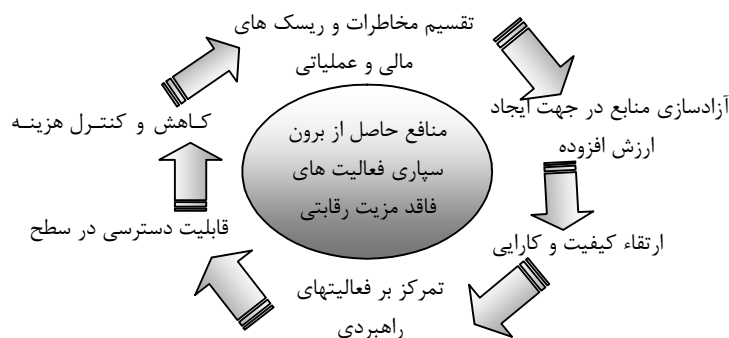 تقسیم مخاطرات و ریسک های
مالی و عملیاتی
آزادسازی منابع در جهت ایجاد
ارزش افزوده
ارتقاء کیفیت و کارایی
تمرکز بر فعالیتهای
راهبردی
قابلیت دسترسی در سطح
کاهش و کنترل هزینه
منافع حاصل از برون
سپاری فعالیت های
فاقد مزیت رقابتی